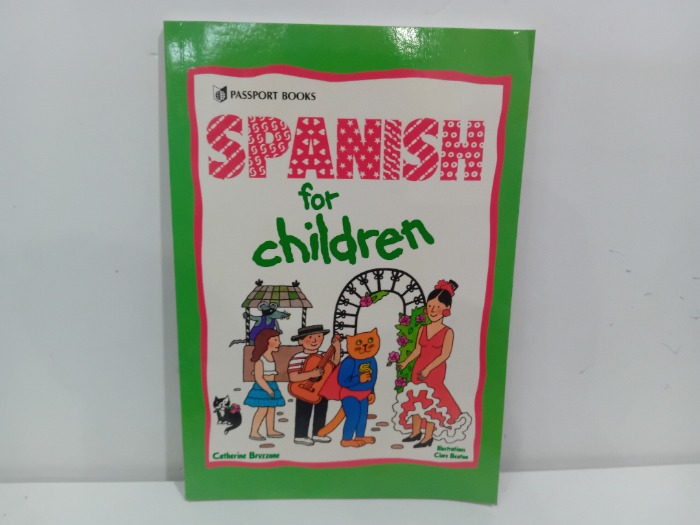 PASSPORT BOOKS
SPANISH
for
children
Catherine Bruzzone
Illustrations
Clare Beaton